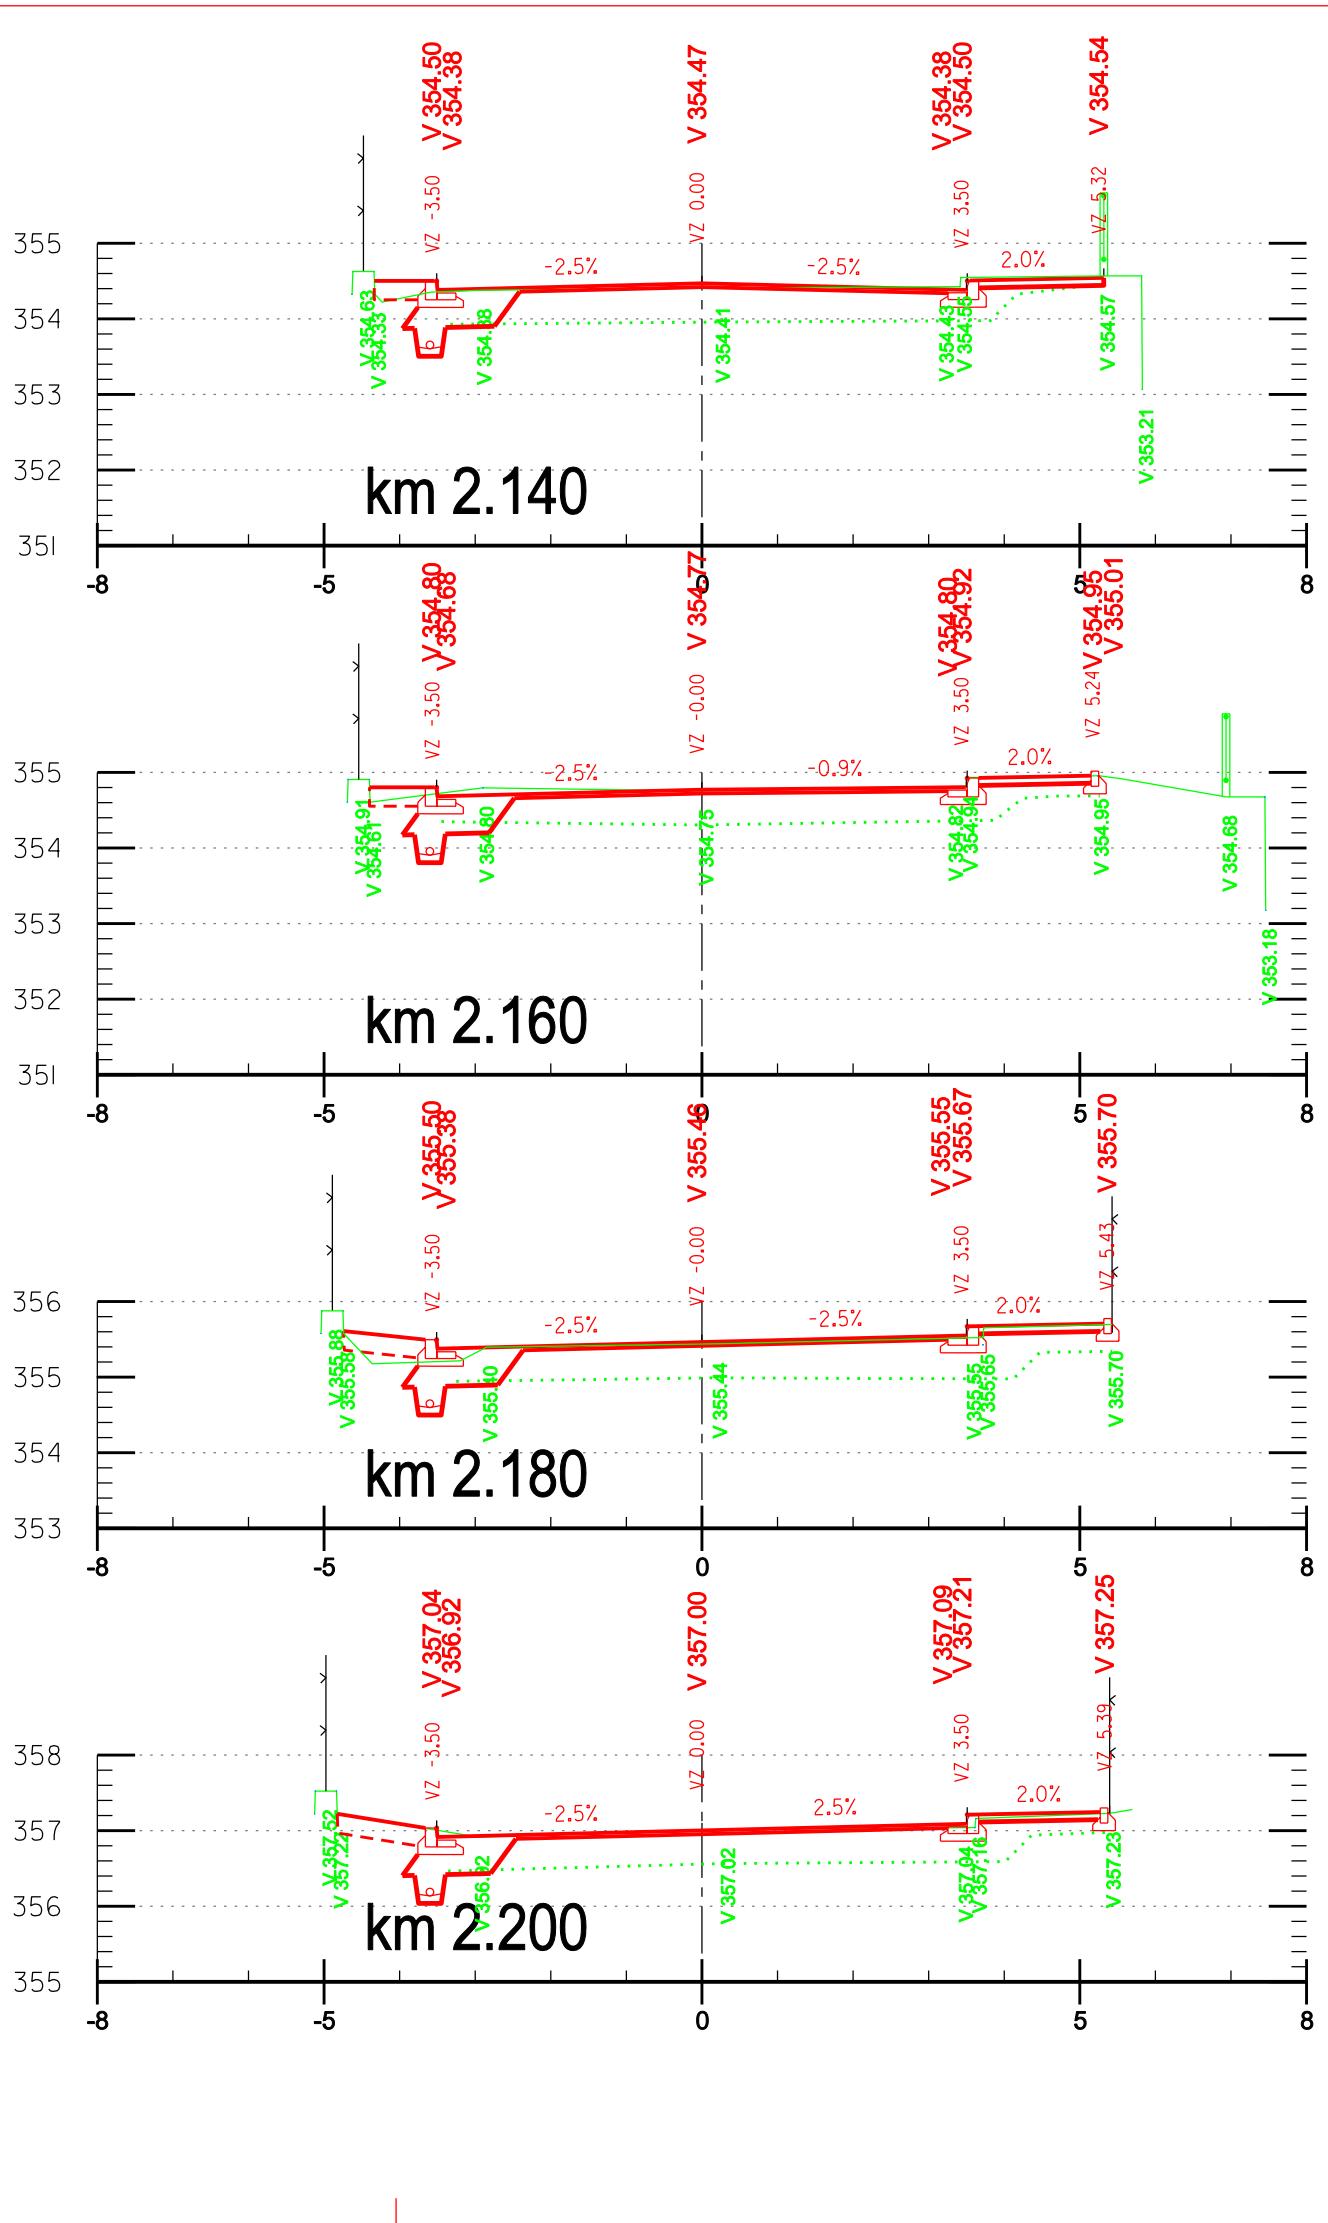 V 354.50
V 354.38
V 354.47
V 354.38
V 354.50
V 354.54
VZ -3.50
VZ 0.00
VZ 3.50
VZ 5.32
-2.5%
-2.5%
2.0%
355
354
353
352
351
V 354.63
V 354.33
V 354.38
V 354.41
V 354.43
V 354.55
V 354.57
V 353.21
km 2.140
-8
-5
0
5
8
V 354.80
V 354.68
V 354.77
V 354.80
V 354.92
V 354.95
V 355.01
VZ -3.50
VZ -0.00
VZ 3.50
VZ 5.24
-2.5%
-0.9%
2.0%
355
354
353
352
351
V 354.91
V 354.61
V 354.80
V 354.75
V 354.82
V 354.94
V 354.95
V 354.68
V 353.18
km 2.160
-8
-5
0
5
8
V 355.50
V 355.38
V 355.46
V 355.55
V 355.67
V 355.70
VZ -3.50
VZ -0.00
VZ 3.50
VZ 5.43
-2.5%
-2.5%
2.0%
356
355
354
353
V 355.88
V 355.58
V 355.40
V 355.44
V 355.55
V 355.65
V 355.70
km 2.180
-8
-5
0
5
8
V 357.04
V 356.92
V 357.00
V 357.09
V 357.21
V 357.25
VZ -3.50
VZ 0.00
VZ 3.50
VZ 5.39
-2.5%
2.5%
2.0%
358
357
356
355
V 357.52
V 357.22
V 356.92
V 357.02
V 357.04
V 357.16
V 357.23
km 2.200
-8
-5
0
5
8